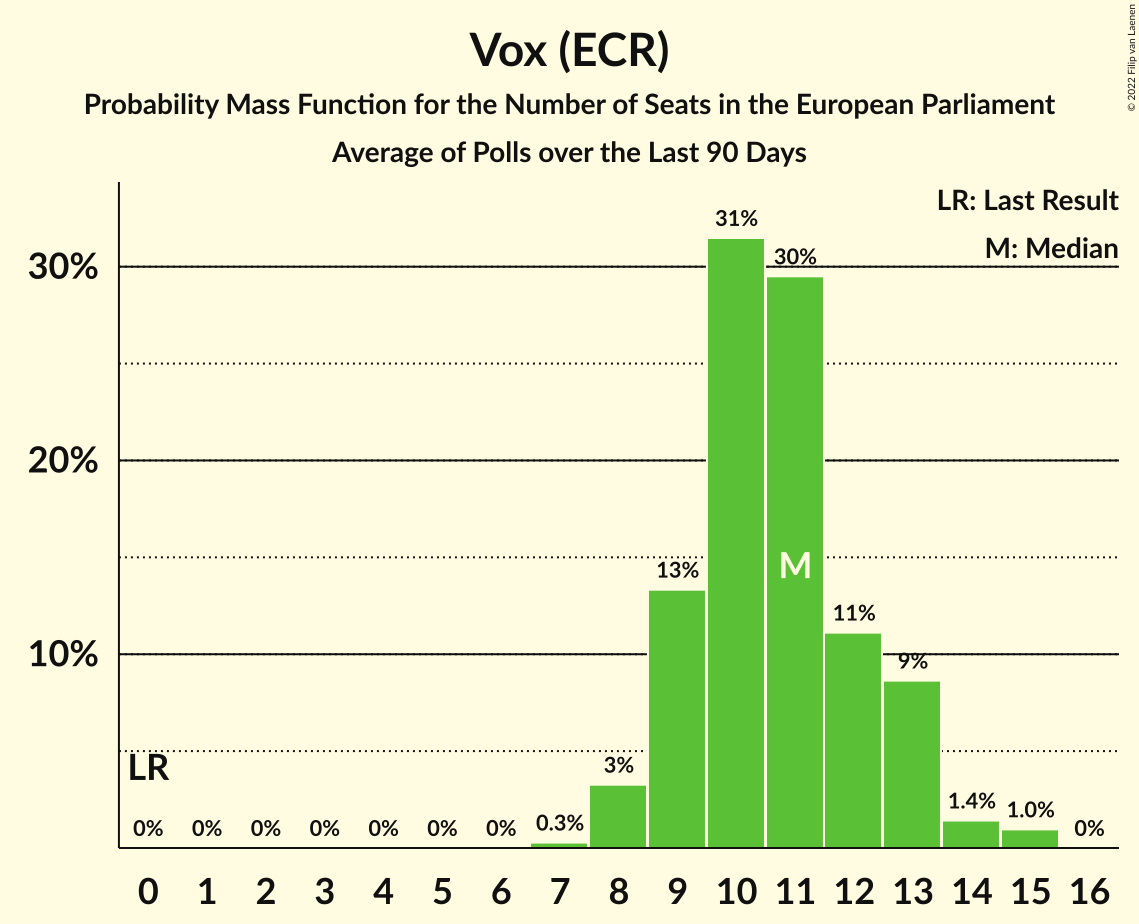 Vox (ECR)
Probability Mass Function for the Number of Seats in the European Parliament
Average of Polls over the Last 90 Days
© 2022 Filip van Laenen
LR: Last Result
M: Median
30%
20%
10%
LR
M
0% 0% 0% 0% 0% 0% 0% 0.3% 3% 13% 31% 30% 11% 9% 1.4% 1.0% 0%
0 1 2 3 4 5 6 7 8 9 10 11 12 13 14 15 16